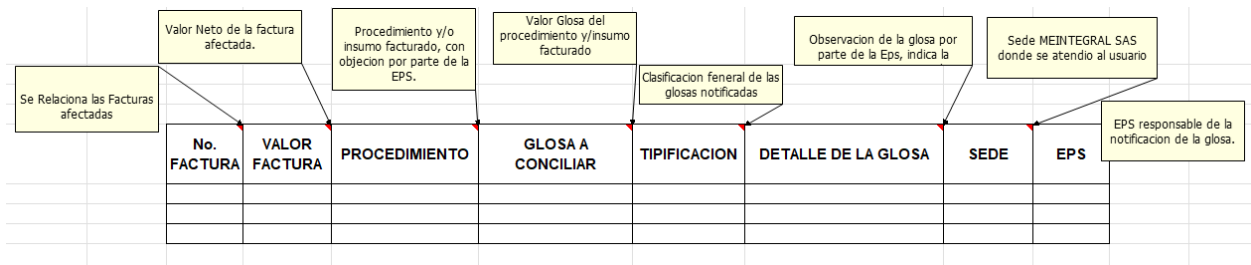 Se Relaciona las Facturas
afectadas
Valor Neto de la factura
afectada.
Procedimiento y/o
insumo facturado, con
objecion por parte de la
EPS.
Valor Glosa del
procedimiento y/insumo
facturado
Clasificacion feneral de las
glosas notificadas
Observacion de la glosa por
parte de la Eps, indica la
Sede MEINTEGRAL SAS
donde se atendio al usuario
EPS responsable de la
notificacion de la glosa.
No.
FACTURA
VALOR
FACTURA
PROCEDIMIENTO
GLOSA A
CONCILIAR
TIPIFICACION
DETALLE DE LA GLOSA
SEDE
EPS